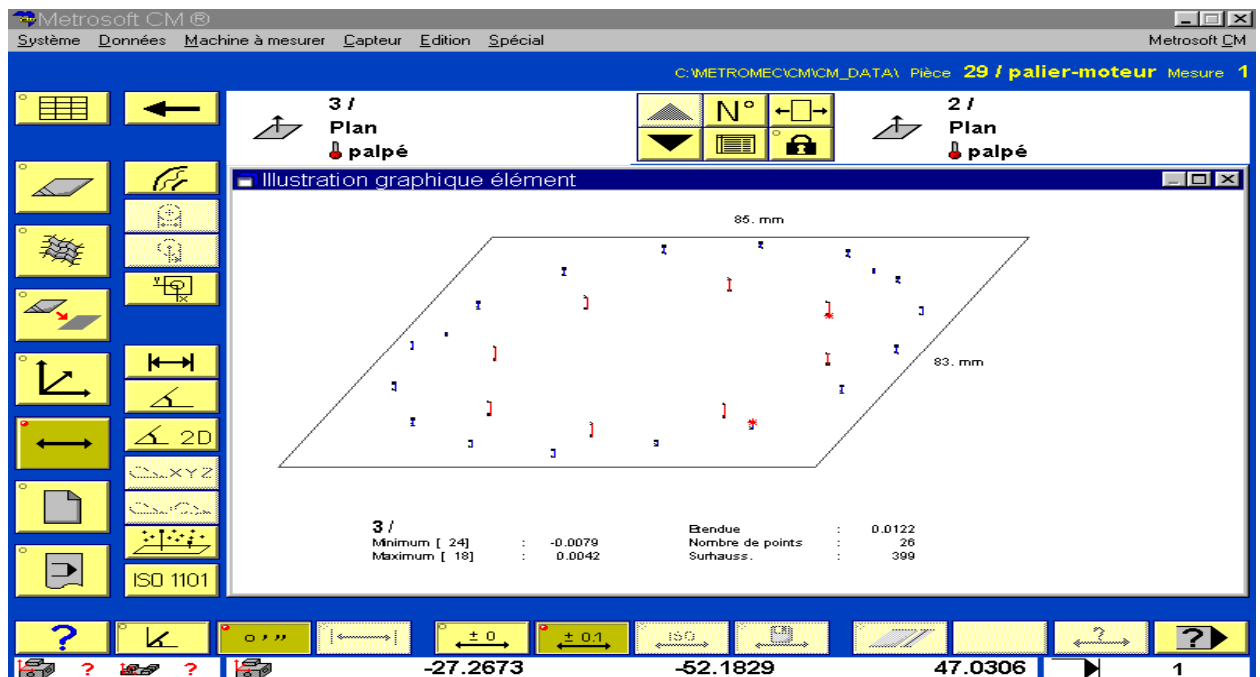 Metrosoft CM ®
Système Données Machine à mesurer Capteur Edition Spécial Metrosoft CM
C:\METROMEC\CM\CM_DATA\ Pièce 29 / palier-moteur Mesure 1
3 /
Plan
palpé
N°
2 /
Plan
palpé
Illustration graphique élément
85. mm
83. mm
3 /
Minimum [ 24] : -0.0079
Maximum [ 18] : 0.0042
Etendue : 0.0122
Nombre de points : 26
Surhauss. : 399
Y
X
2D
XYZ
ISO 1101
?
o , ,,
± 0
± 0.1
ISO
?
?
? ? -27.2673 -52.1829 47.0306 1